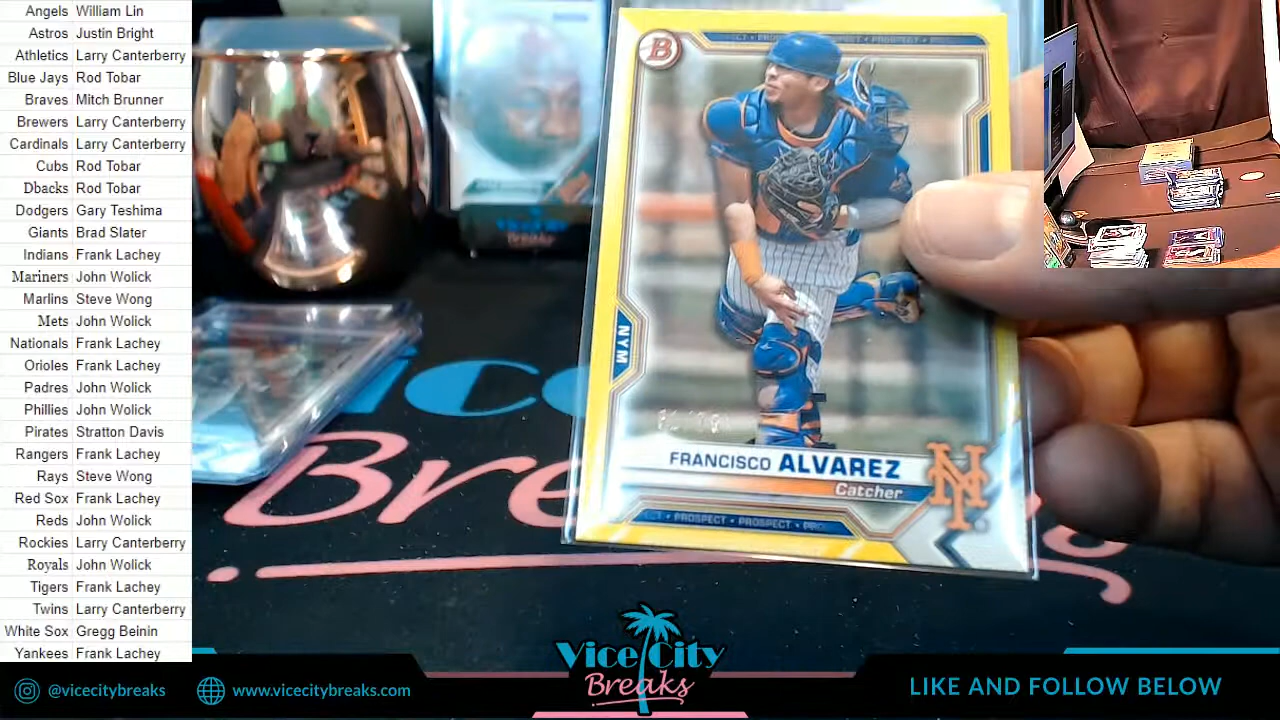 Angels William Lin
Astros Justin Bright
Athletics Larry Canterberry
Blue Jays Rod Tobar
Braves Mitch Brunner
Brewers Larry Canterberry
Cardinals Larry Canterberry
Cubs Rod Tobar
Dbacks Rod Tobar
Dodgers Gary Teshima
Giants Brad Slater
Indians Frank Lachey
Mariners John Wolick
Marlins Steve Wong
Mets John Wolick
Nationals Frank Lachey
Orioles Frank Lachey
Padres John Wolick
Phillies John Wolick
Pirates Stratton Davis
Rangers Frank Lachey
Rays Steve Wong
Red Sox Frank Lachey
Reds John Wolick
Rockies Larry Canterberry
Royals John Wolick
Tigers Frank Lachey
Twins Larry Canterberry
White Sox Gregg Beinin
Yankees Frank Lachey
B
NYM
FRANCISCO ALVAREZ
Catcher
NY
PROSPECT • PROSPECT
Vice City
Breaks
@vicecitybreaks
www.vicecitybreaks.com
LIKE AND FOLLOW BELOW